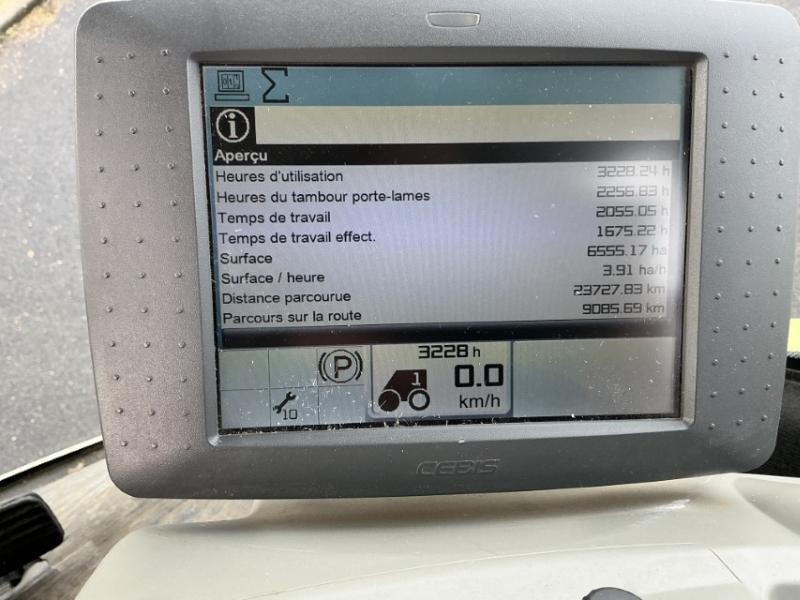 Aperçu
Heures d'utilisation 3228.24 h
Heures du tambour porte-lames 2256.83 h
Temps de travail 2055.05 h
Temps de travail effect. 1675.22 h
Surface 6555.17 ha
Surface / heure 3.91 ha/h
Distance parcourue 23727.83 km
Parcours sur la route 9085.69 km
3228 h
P
1
0.0
km/h
10
CEBIS